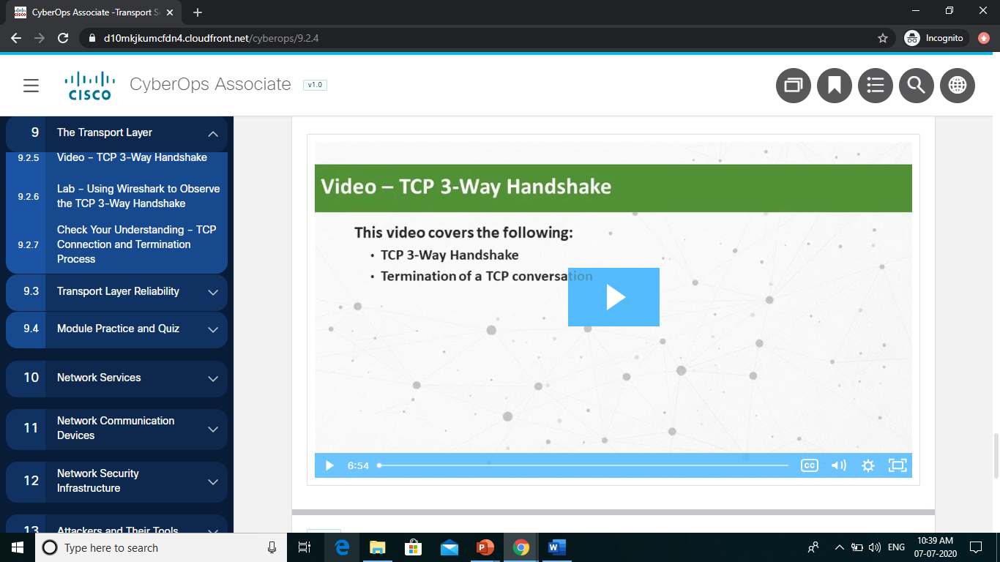 CyberOps Associate -Transport S
d10mkjkumcfdn4.cloudfront.net/cyberops/9.2.4
Incognito
CISCO
CyberOps Associate
v1.0
9 The Transport Layer
9.2.5 Video – TCP 3-Way Handshake
9.2.6 Lab – Using Wireshark to Observe
the TCP 3-Way Handshake
9.2.7 Check Your Understanding – TCP
Connection and Termination
Process
9.3 Transport Layer Reliability
9.4 Module Practice and Quiz
10 Network Services
11 Network Communication
Devices
12 Network Security
Infrastructure
13 Attackers and Their Tools
Video – TCP 3-Way Handshake
This video covers the following:
• TCP 3-Way Handshake
• Termination of a TCP conversation
6:54
CC
Type here to search
ENG
10:39 AM
07-07-2020